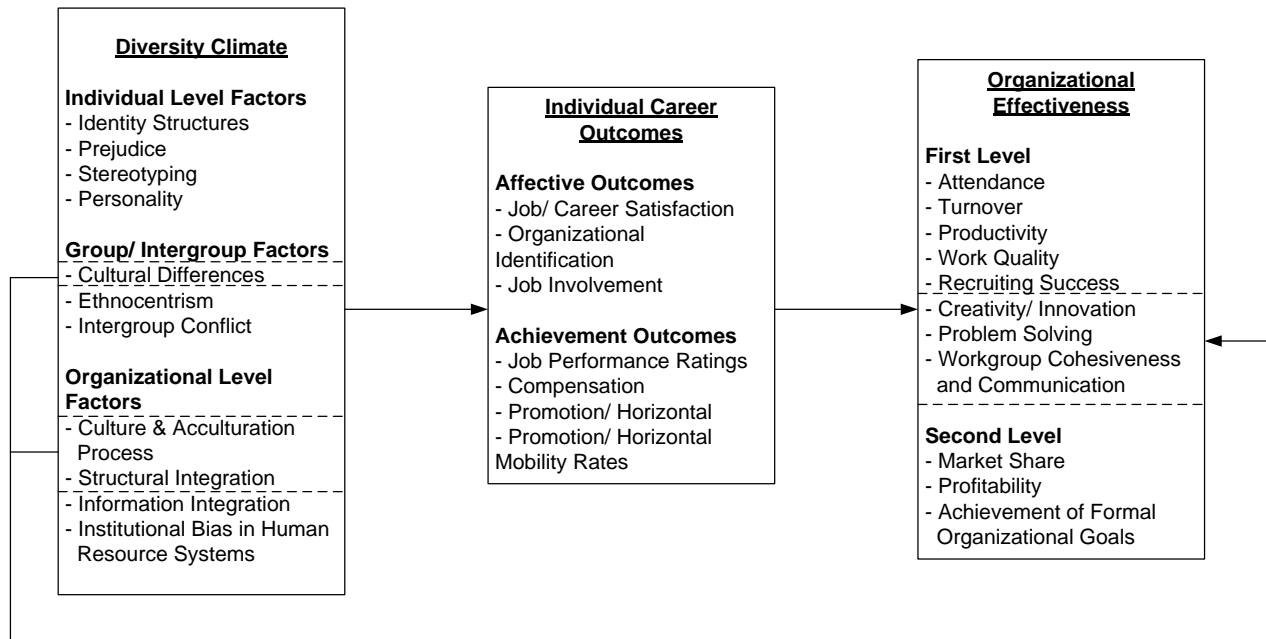 Diversity Climate
Individual Level Factors
- Identity Structures
- Prejudice
- Stereotyping
- Personality
Group/ Intergroup Factors
- Cultural Differences
- Ethnocentrism
- Intergroup Conflict
Organizational Level
Factors
- Culture & Acculturation
Process
- Structural Integration
- Information Integration
- Institutional Bias in Human
Resource Systems
Individual Career
Outcomes
Affective Outcomes
- Job/ Career Satisfaction
- Organizational
Identification
- Job Involvement
Achievement Outcomes
- Job Performance Ratings
- Compensation
- Promotion/ Horizontal
- Promotion/ Horizontal
Mobility Rates
Organizational
Effectiveness
First Level
- Attendance
- Turnover
- Productivity
- Work Quality
- Recruiting Success
- Creativity/ Innovation
- Problem Solving
- Workgroup Cohesiveness
and Communication
Second Level
- Market Share
- Profitability
- Achievement of Formal
Organizational Goals